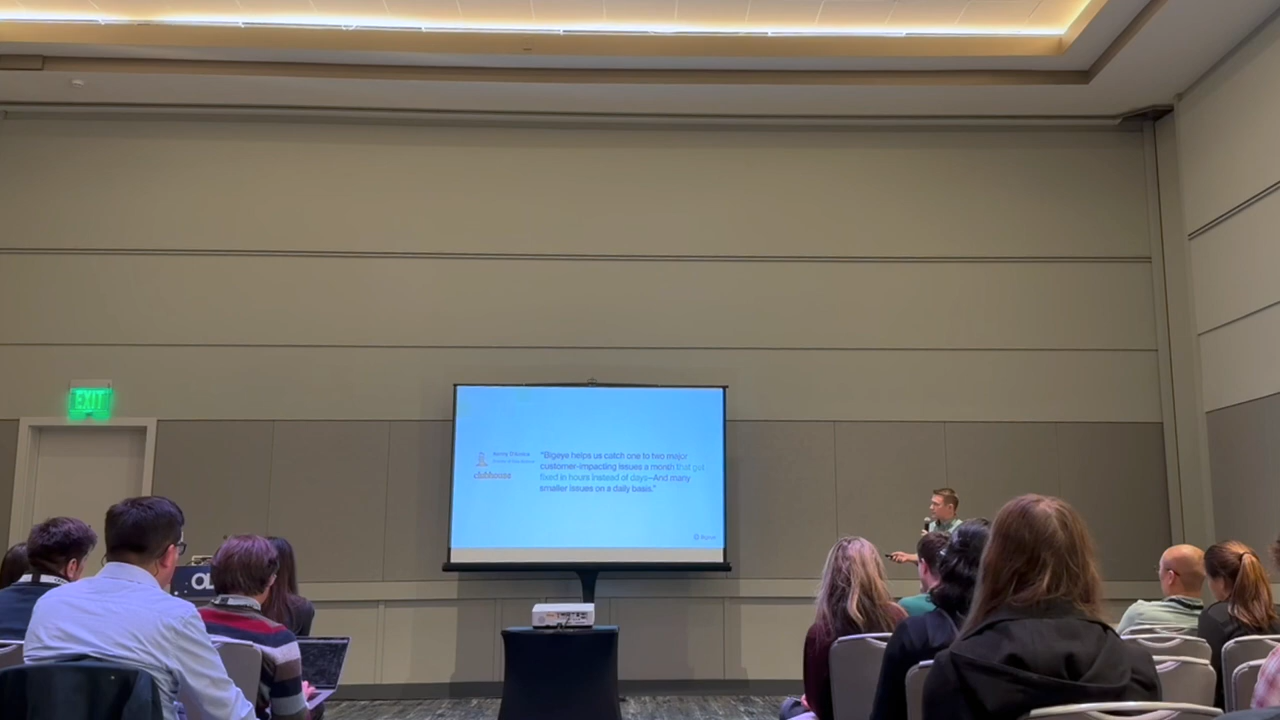 EXIT
clubhouse
"Bigeye helps us catch one to two major
customer-impacting issues a month that get
fixed in hours instead of days—And many
smaller issues on a daily basis."